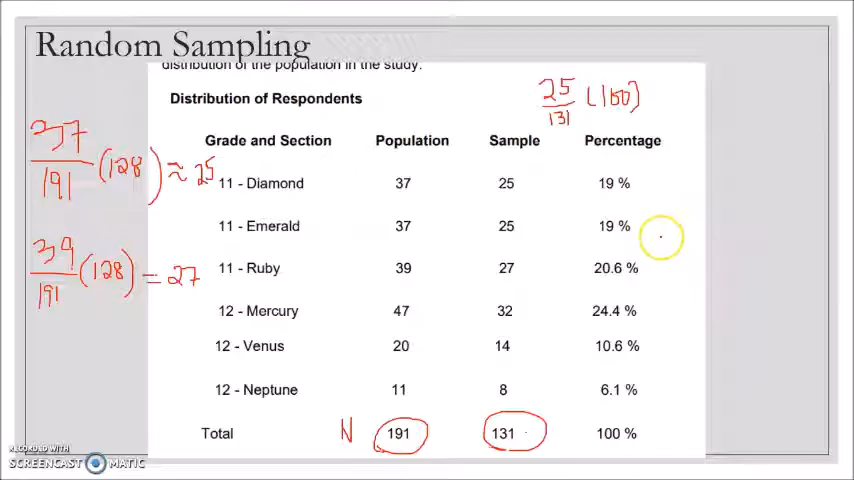 Random Sampling
distribution of the population in the study.
Distribution of Respondents
25/131 (100)
Grade and Section Population Sample Percentage
37/191 (128) ≈ 25
11 - Diamond 37 25 19 %
11 - Emerald 37 25 19 %
39/191 (128) = 27
11 - Ruby 39 27 20.6 %
12 - Mercury 47 32 24.4 %
12 - Venus 20 14 10.6 %
12 - Neptune 11 8 6.1 %
Total N 191 131 100 %
RECORDED WITH
SCREENCAST MATIC